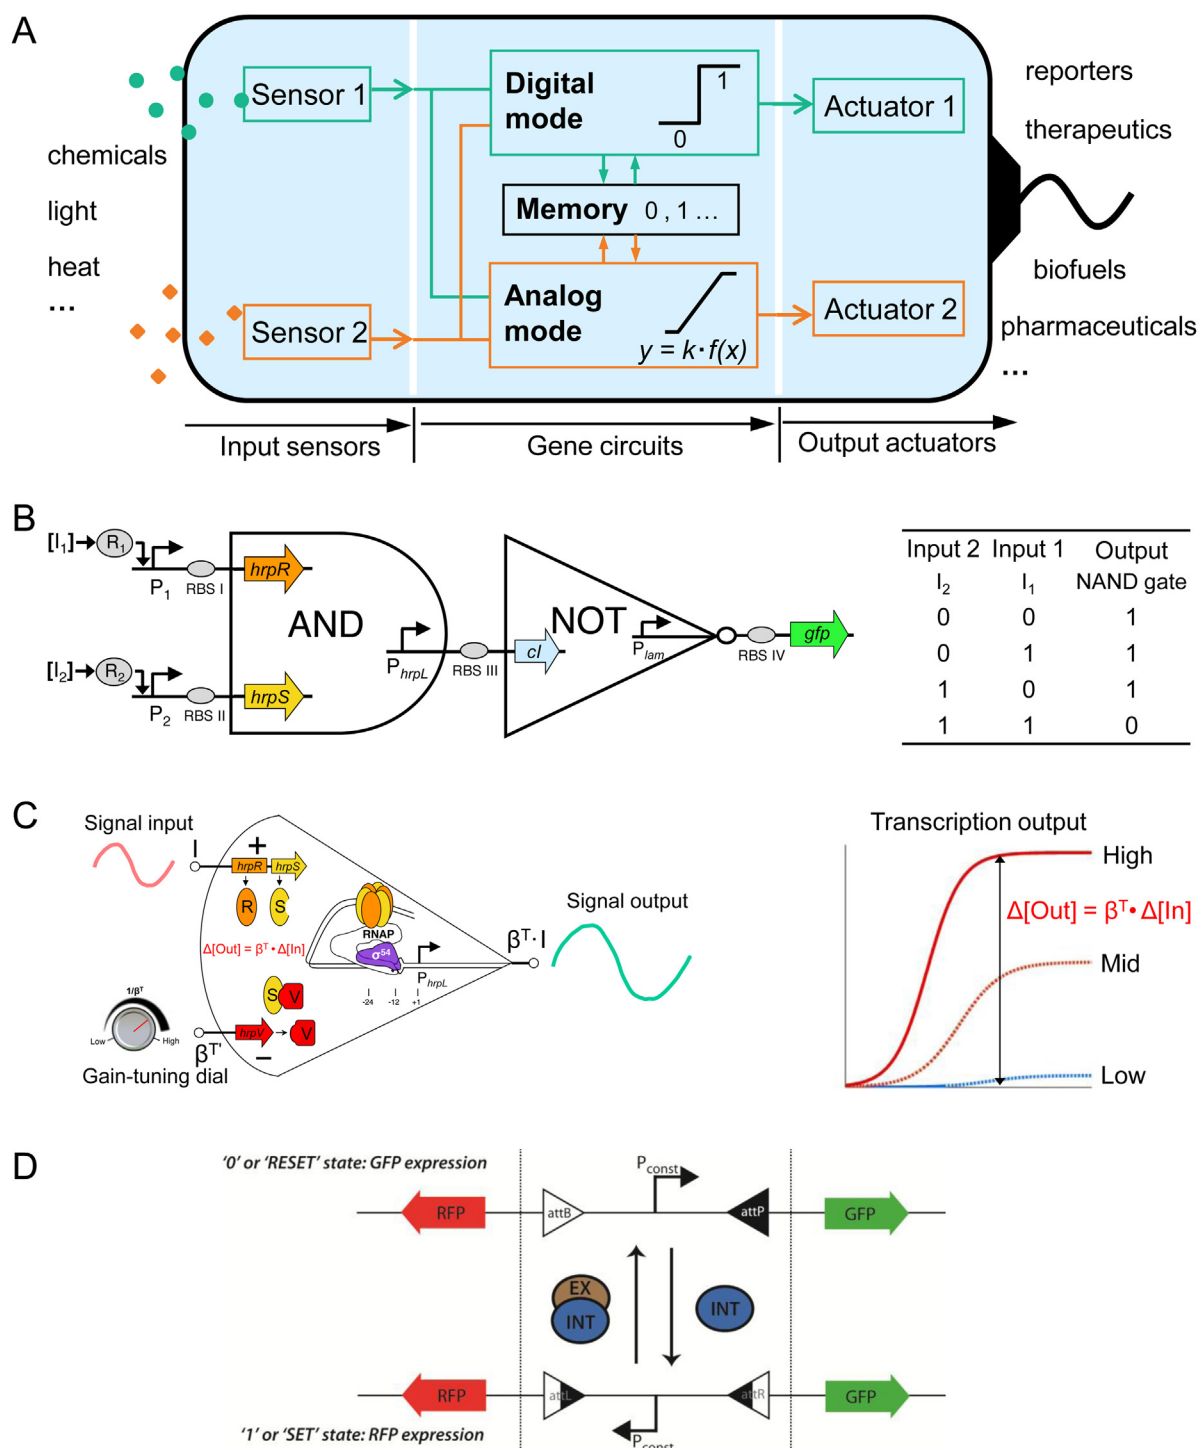 A
chemicals
light
heat
...
Sensor 1
Sensor 2
Digital
mode
1
0
Memory 0 , 1 ...
Analog
mode
y = k·f(x)
Actuator 1
Actuator 2
reporters
therapeutics
biofuels
pharmaceuticals
...
Input sensors
Gene circuits
Output actuators
B
[I1]
R1
P1
RBS I
hrpR
[I2]
R2
P2
RBS II
hrpS
AND
PhrpL
RBS III
cI
NOT
Plam
RBS IV
gfp
Input 2 Input 1 Output
I2 I1 NAND gate
0 0 1
0 1 1
1 0 1
1 1 0
C
Signal input
I
+
hrpR hrpS
R S
Δ[Out] = βT • Δ[In]
S V
hrpV V
−
1/βT
Low High
βT'
Gain-tuning dial
RNAP
σ54
PhrpL
-24 -12 +1
βT· I
Signal output
Transcription output
High
Δ[Out] = βT • Δ[In]
Mid
Low
D
‘0’ or ‘RESET’ state: GFP expression
Pconst
RFP attB attP GFP
EX
INT
INT
RFP attL attR GFP
‘1’ or ‘SET’ state: RFP expression
Pconst